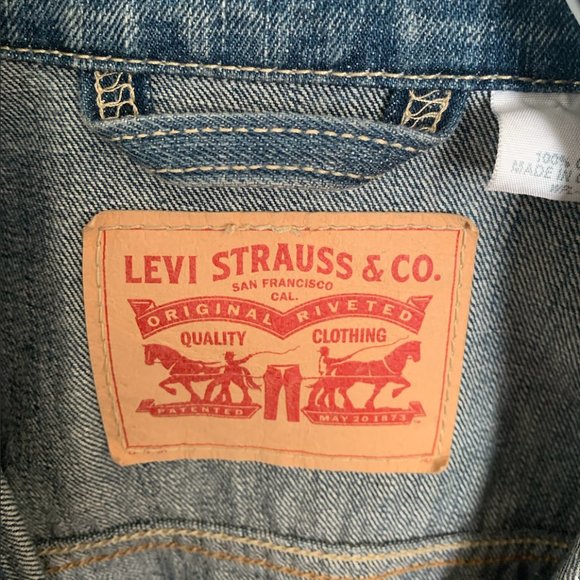 LEVI STRAUSS & CO.
SAN FRANCISCO
CAL.
ORIGINAL RIVETED
QUALITY CLOTHING
PATENTED MAY 20 1873
100%
MADE IN